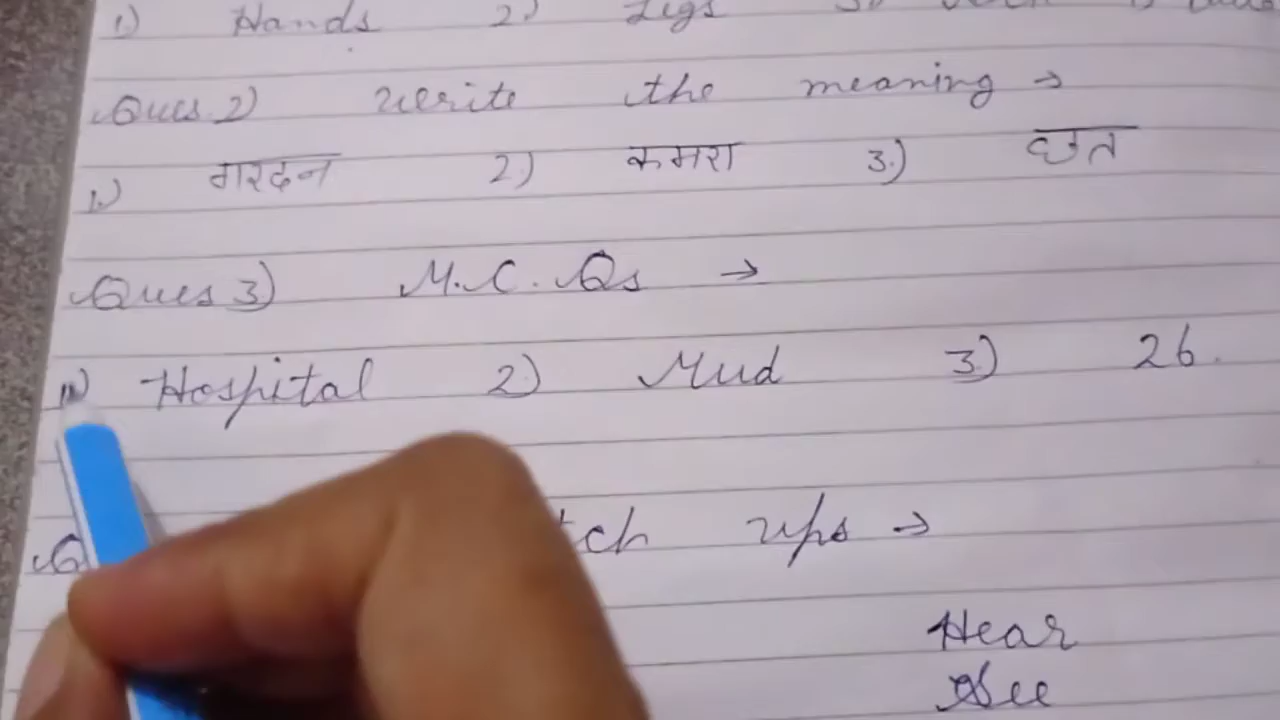 1) Hands 2) Legs 3)
Ques 2) write the meaning →
1.) गरदन 2) कमरा 3.) छत
Ques 3) M.C.Qs →
1) Hospital 2) Mud 3) 26.
ups →
Hear
See